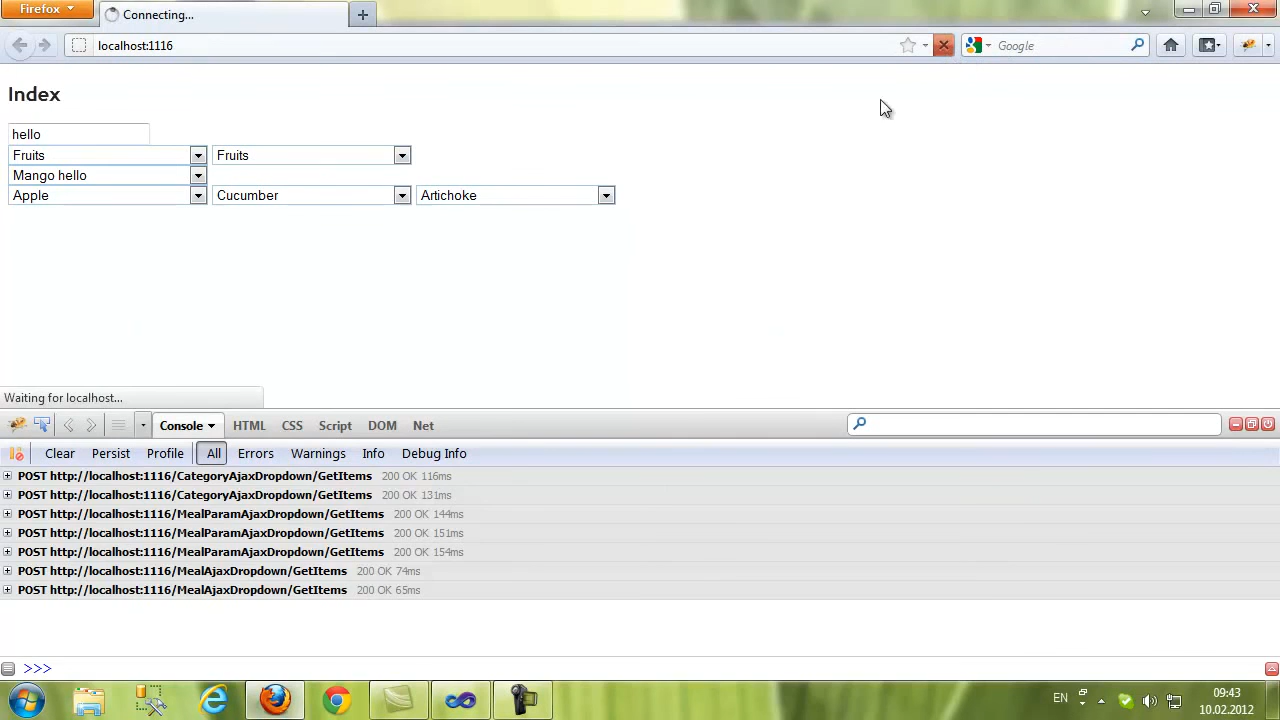 Firefox
Connecting...
localhost:1116
Google
Index
hello
Fruits Fruits
Mango hello
Apple Cucumber Artichoke
Waiting for localhost...
Console HTML CSS Script DOM Net
Clear Persist Profile All Errors Warnings Info Debug Info
POST http://localhost:1116/CategoryAjaxDropdown/GetItems 200 OK 116ms
POST http://localhost:1116/CategoryAjaxDropdown/GetItems 200 OK 131ms
POST http://localhost:1116/MealParamAjaxDropdown/GetItems 200 OK 144ms
POST http://localhost:1116/MealParamAjaxDropdown/GetItems 200 OK 151ms
POST http://localhost:1116/MealParamAjaxDropdown/GetItems 200 OK 154ms
POST http://localhost:1116/MealAjaxDropdown/GetItems 200 OK 74ms
POST http://localhost:1116/MealAjaxDropdown/GetItems 200 OK 65ms
>>>
EN
09:43
10.02.2012